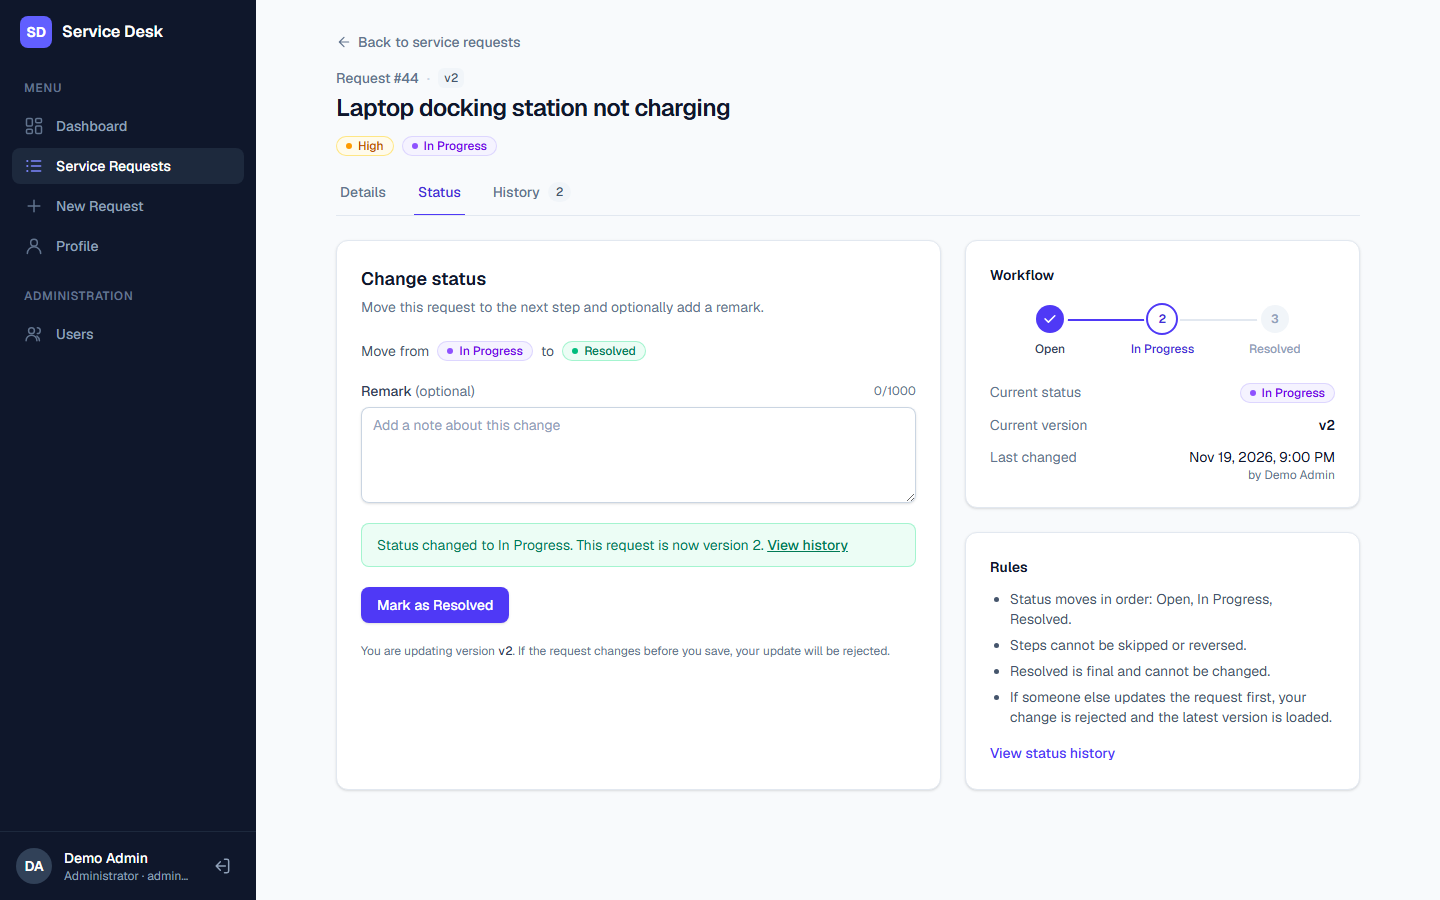 SD Service Desk
MENU
Dashboard
Service Requests
New Request
Profile
ADMINISTRATION
Users
DA
Demo Admin
Administrator · admin...
Back to service requests
Request #44 · v2
Laptop docking station not charging
High In Progress
Details Status History 2
Change status
Move this request to the next step and optionally add a remark.
Move from In Progress to Resolved
Remark (optional) 0/1000
Add a note about this change
Status changed to In Progress. This request is now version 2. View history
Mark as Resolved
You are updating version v2. If the request changes before you save, your update will be rejected.
Workflow
2 3
Open In Progress Resolved
Current status In Progress
Current version v2
Last changed Nov 19, 2026, 9:00 PM
by Demo Admin
Rules
• Status moves in order: Open, In Progress,
Resolved.
• Steps cannot be skipped or reversed.
• Resolved is final and cannot be changed.
• If someone else updates the request first, your
change is rejected and the latest version is loaded.
View status history